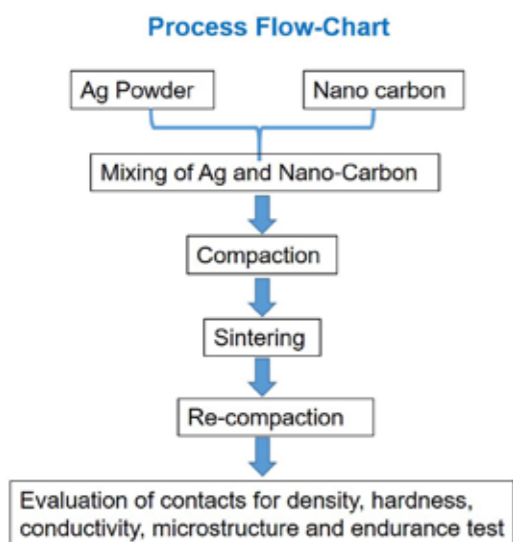 Process Flow-Chart
Ag Powder
Nano carbon
Mixing of Ag and Nano-Carbon
Compaction
Sintering
Re-compaction
Evaluation of contacts for density, hardness,
conductivity, microstructure and endurance test